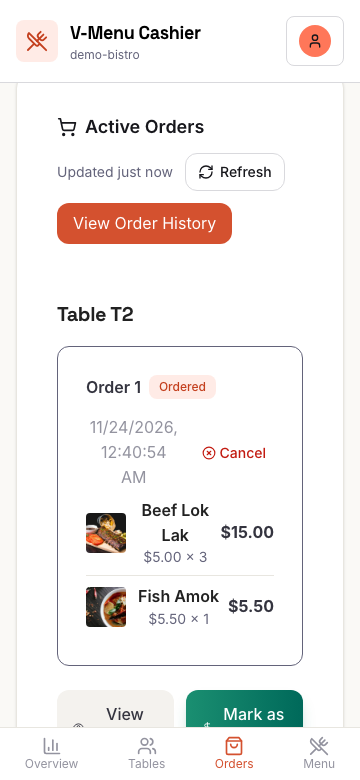 V-Menu Cashier
demo-bistro
Active Orders
Updated just now
Refresh
View Order History
Table T2
Order 1
Ordered
11/24/2026,
12:40:54
AM
Cancel
Beef Lok
Lak
$5.00 × 3
$15.00
Fish Amok
$5.50 × 1
$5.50
View
$
Mark as
Overview
Tables
Orders
Menu